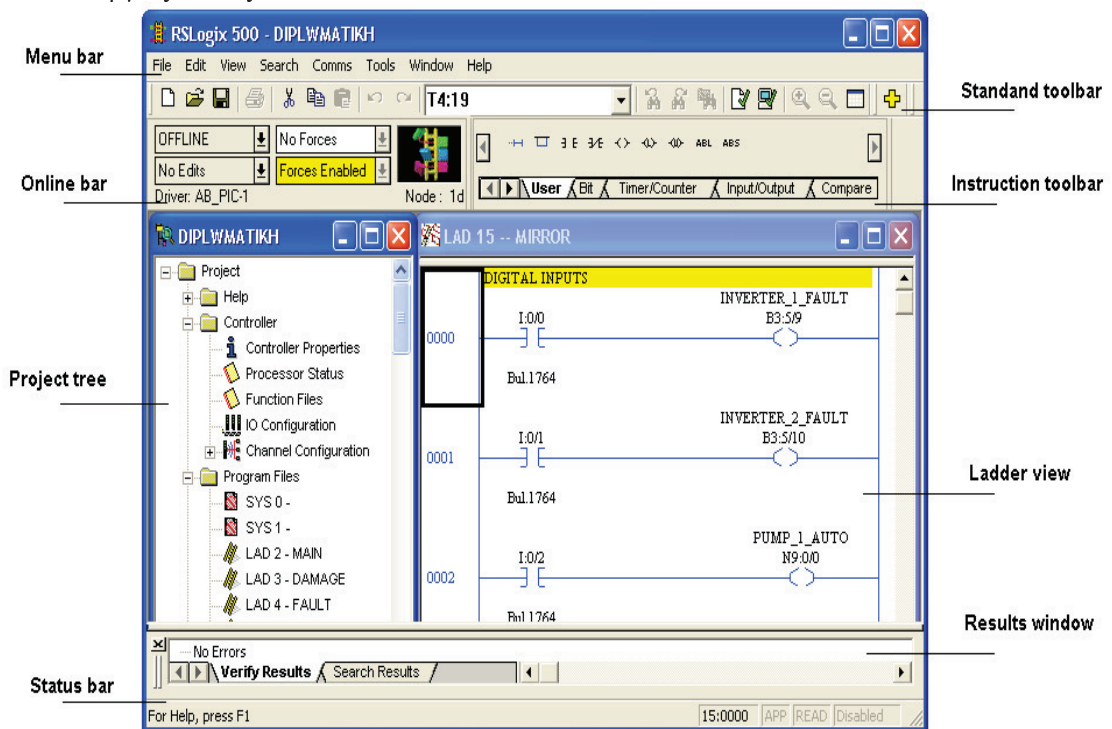 RSLogix 500 - DIPLWMATIKH
Menu bar
File Edit View Search Comms Tools Window Help
T4:19
Standand toolbar
OFFLINE No Forces
No Edits Forces Enabled
Online bar
Driver: AB_PIC-1 Node : 1d
ABL ABS
User Bit Timer/Counter Input/Output Compare
Instruction toolbar
DIPLWMATIKH
Project
Help
Controller
Controller Properties
Processor Status
Function Files
IO Configuration
Channel Configuration
Program Files
SYS 0 -
SYS 1 -
LAD 2 - MAIN
LAD 3 - DAMAGE
LAD 4 - FAULT
Project tree
LAD 15 -- MIRROR
DIGITAL INPUTS
INVERTER_1_FAULT
I:0/0 B3:5/9
0000
Bul.1764
INVERTER_2_FAULT
I:0/1 B3:5/10
0001
Bul.1764
Ladder view
PUMP_1_AUTO
I:0/2 N9:0/0
0002
Bul.1764
Results window
No Errors
Verify Results Search Results
Status bar
For Help, press F1 15:0000 APP READ Disabled